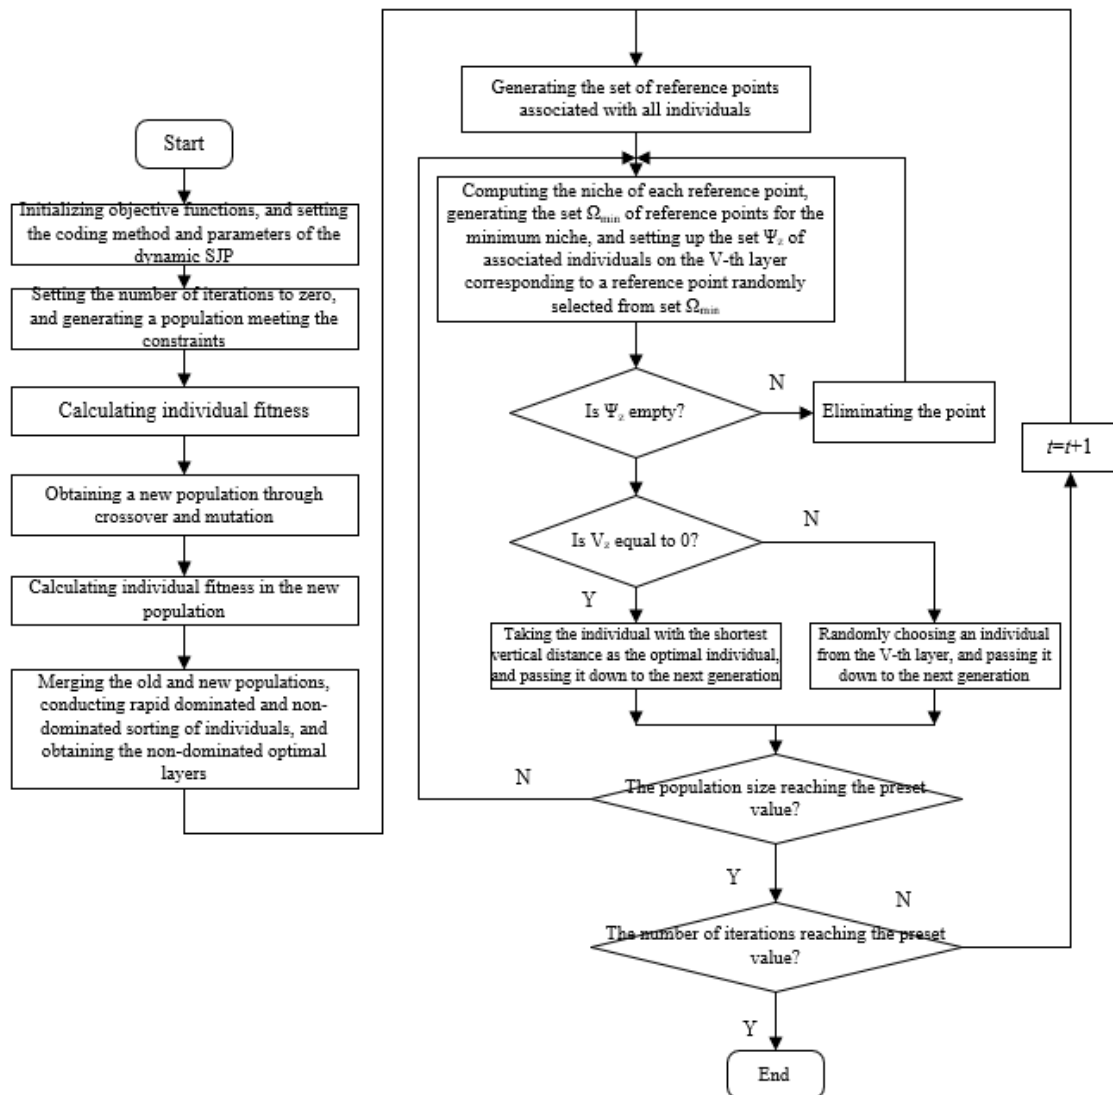 Start
Initializing objective functions, and setting
the coding method and parameters of the
dynamic SJP
Setting the number of iterations to zero,
and generating a population meeting the
constraints
Calculating individual fitness
Obtaining a new population through
crossover and mutation
Calculating individual fitness in the new
population
Merging the old and new populations,
conducting rapid dominated and non-
dominated sorting of individuals, and
obtaining the non-dominated optimal
layers
Generating the set of reference points
associated with all individuals
Computing the niche of each reference point,
generating the set Ωmin of reference points for the
minimum niche, and setting up the set Ψz of
associated individuals on the V-th layer
corresponding to a reference point randomly
selected from set Ωmin
Is Ψz empty?
N
Eliminating the point
t=t+1
Is Vz equal to 0?
N
Y
Taking the individual with the shortest
vertical distance as the optimal individual,
and passing it down to the next generation
Randomly choosing an individual
from the V-th layer, and passing it
down to the next generation
N
The population size reaching the preset
value?
Y
N
The number of iterations reaching the preset
value?
Y
End